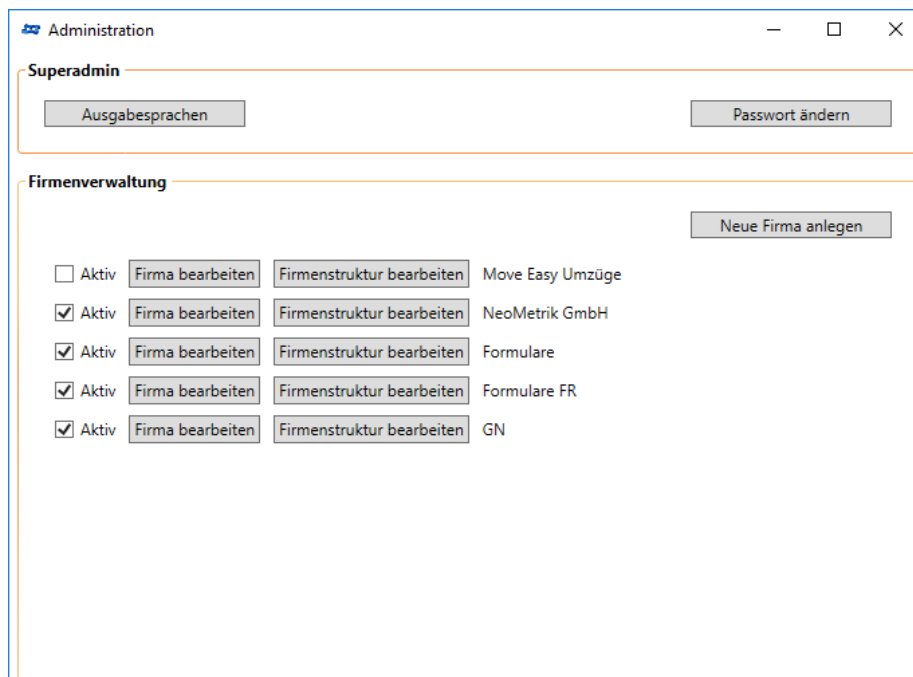 Administration
Superadmin
Ausgabesprachen Passwort ändern
Firmenverwaltung
Neue Firma anlegen
Aktiv Firma bearbeiten Firmenstruktur bearbeiten Move Easy Umzüge
Aktiv Firma bearbeiten Firmenstruktur bearbeiten NeoMetrik GmbH
Aktiv Firma bearbeiten Firmenstruktur bearbeiten Formulare
Aktiv Firma bearbeiten Firmenstruktur bearbeiten Formulare FR
Aktiv Firma bearbeiten Firmenstruktur bearbeiten GN